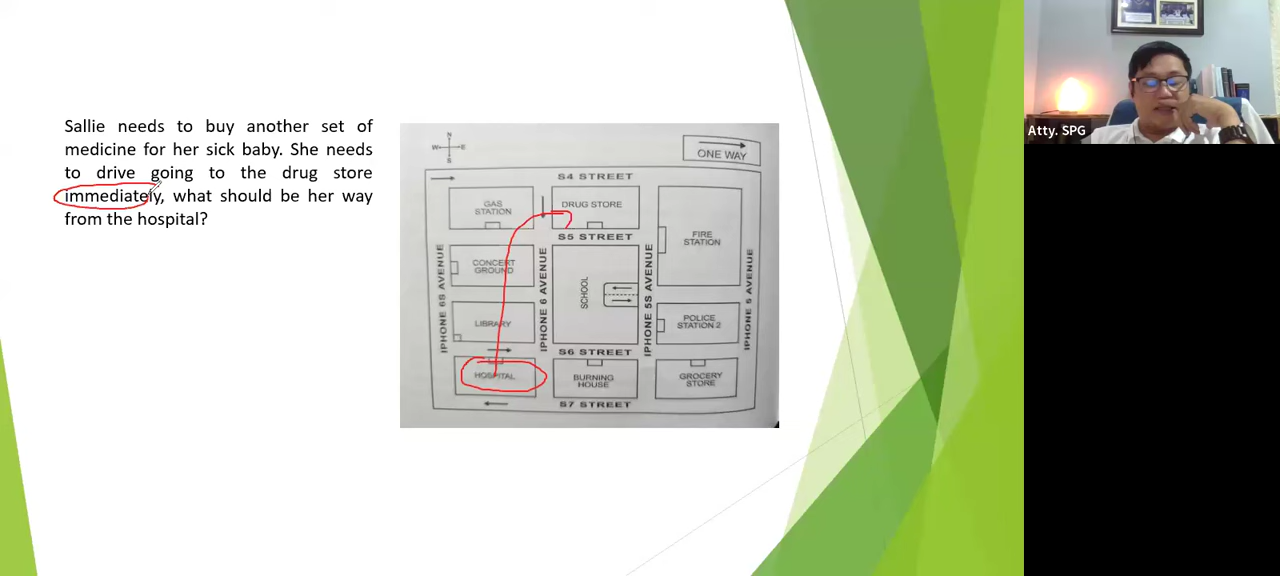 Sallie needs to buy another set of
medicine for her sick baby. She needs
to drive going to the drug store
immediately, what should be her way
from the hospital?
N
W E
S
ONE WAY
S4 STREET
GAS
STATION
DRUG STORE
FIRE
STATION
S5 STREET
CONCERT
GROUND
SCHOOL
IPHONE 6S AVENUE
IPHONE 6 AVENUE
IPHONE 5S AVENUE
IPHONE 5 AVENUE
LIBRARY
POLICE
STATION 2
S6 STREET
HOSPITAL
BURNING
HOUSE
GROCERY
STORE
S7 STREET
Atty. SPG